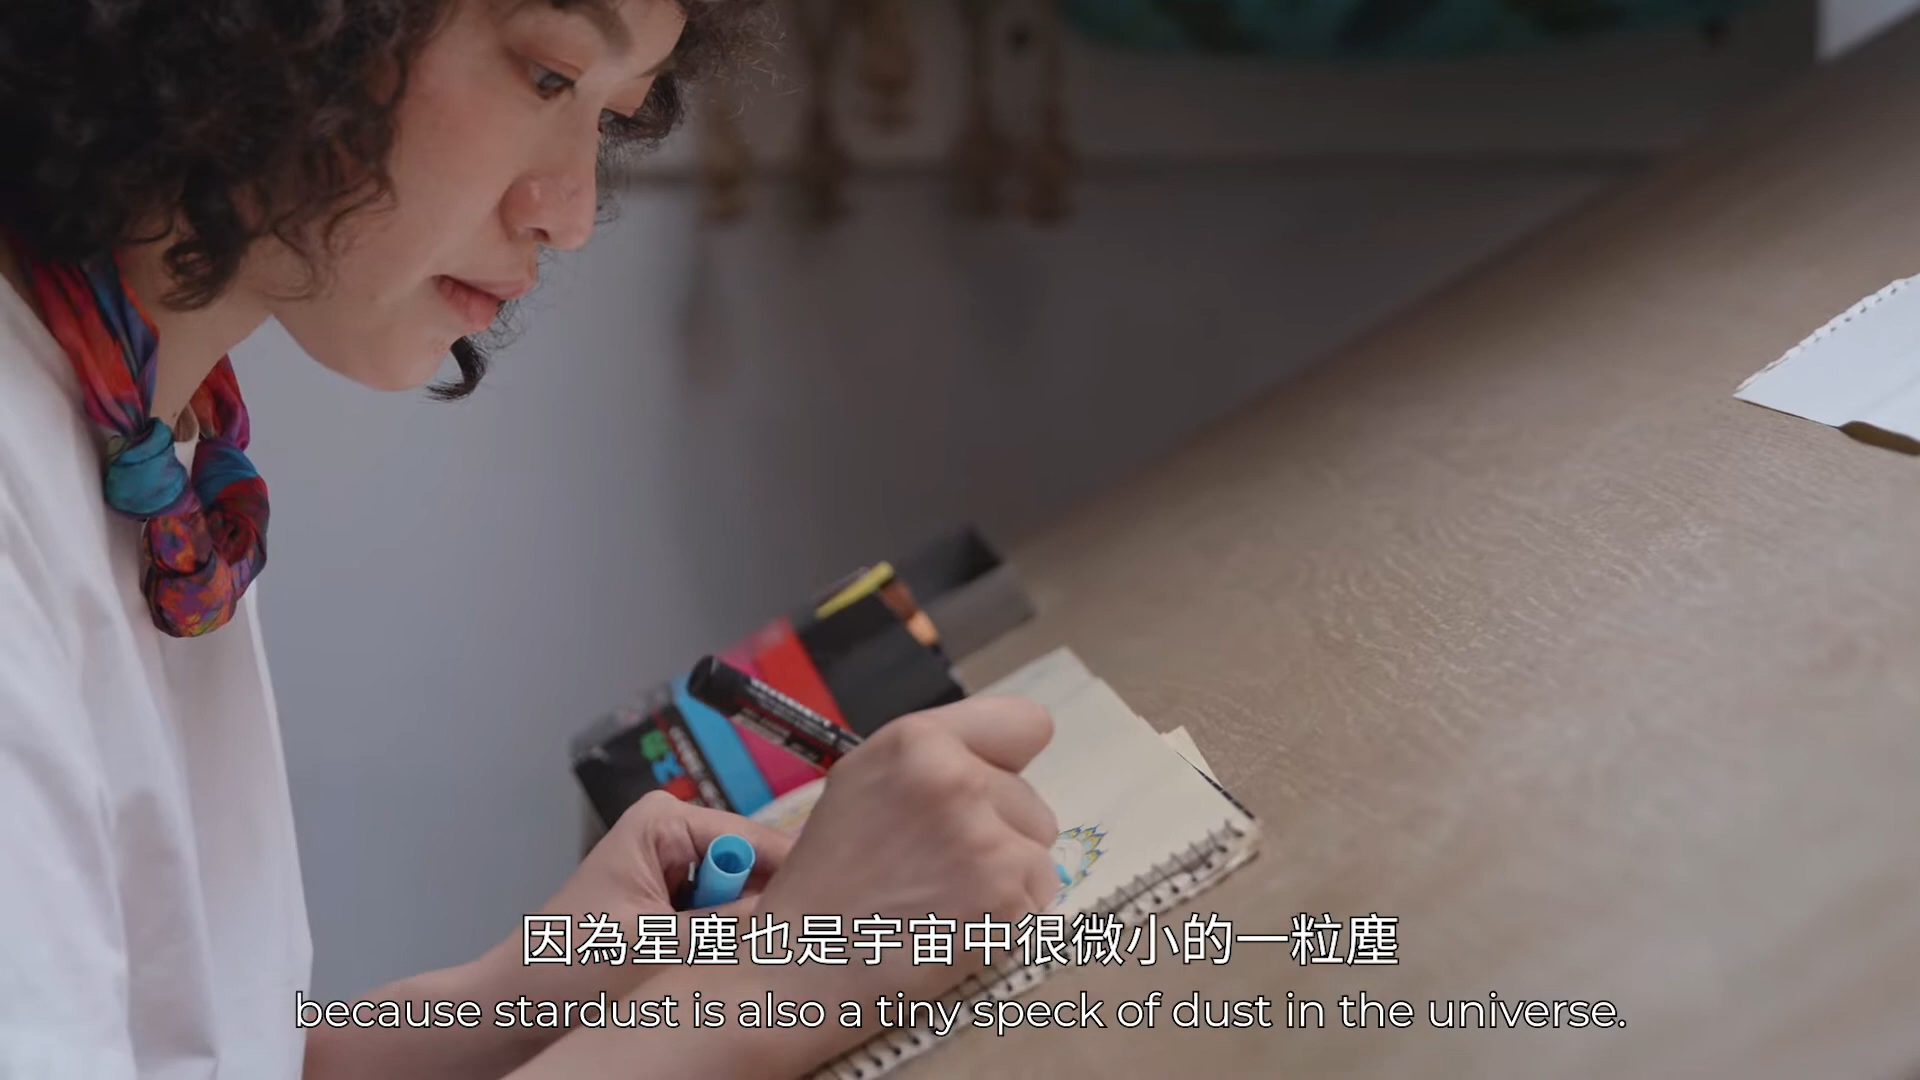 因為星塵也是宇宙中很微小的一粒塵
because stardust is also a tiny speck of dust in the universe.